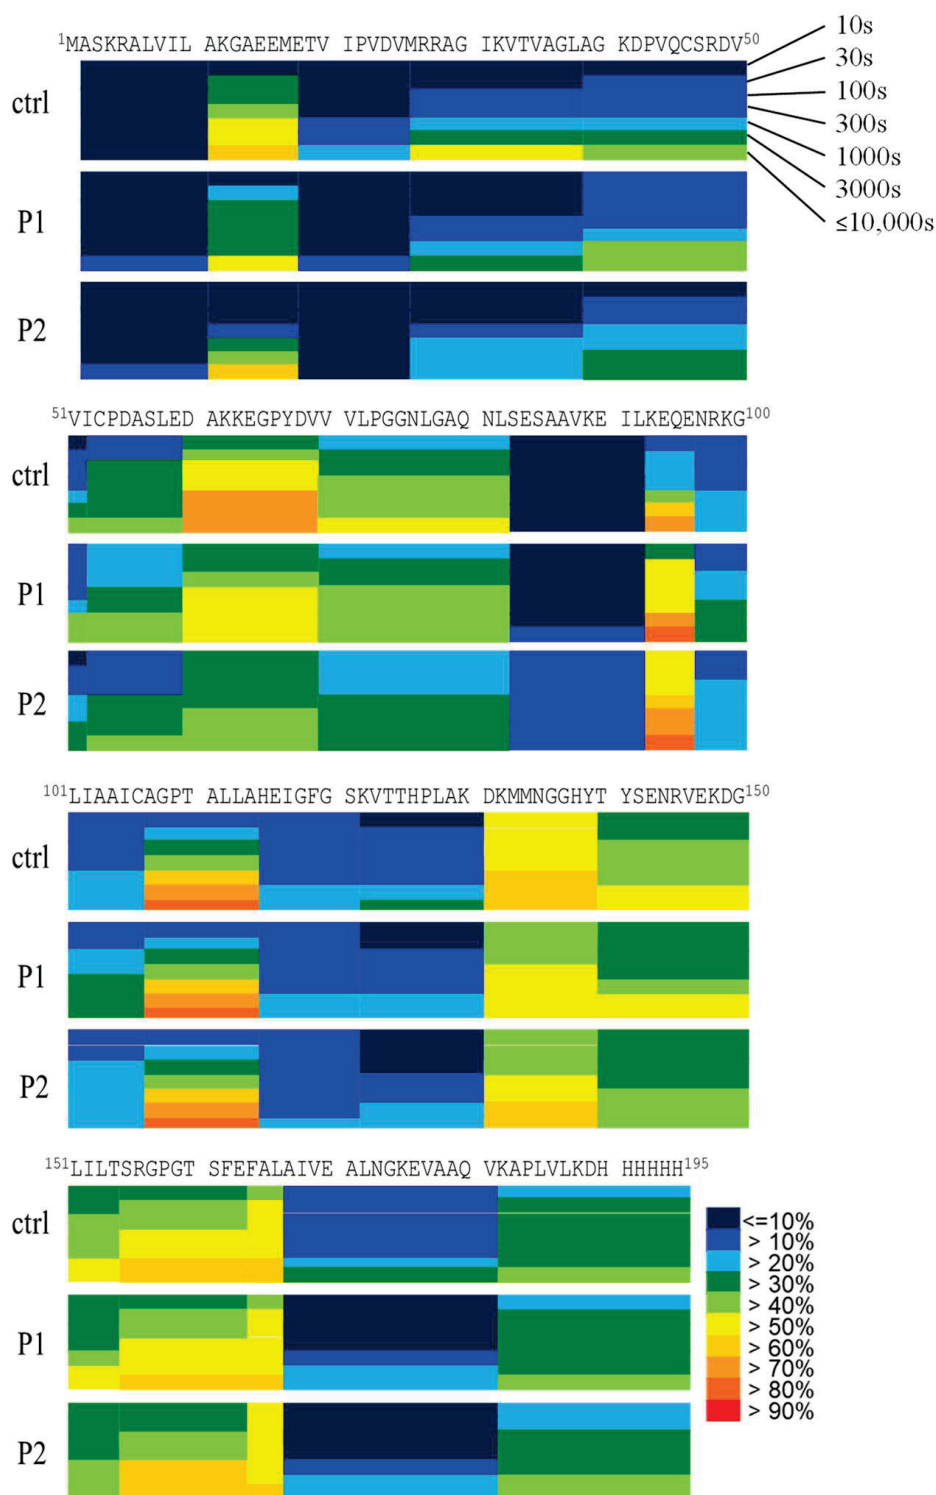 1MASKRALVIL AKGAEEMETV IPVDVMRRAG IKVTVAGLAG KDPVQCSRDV50
10s
30s
100s
300s
1000s
3000s
≤10,000s
ctrl
P1
P2
51VICPDASLED AKKEGPYDVV VLPGGNLGAQ NLSESAAVKE ILKEQENRKG100
ctrl
P1
P2
101LIAAICAGPT ALLAHEIGFG SKVTTHPLAK DKMMNGGHYT YSENRVEKDG150
ctrl
P1
P2
151LILTSRGPGT SFEFALAIVE ALNGKEVAAQ VKAPLVLKDH HHHHH195
ctrl
P1
P2
<=10%
> 10%
> 20%
> 30%
> 40%
> 50%
> 60%
> 70%
> 80%
> 90%